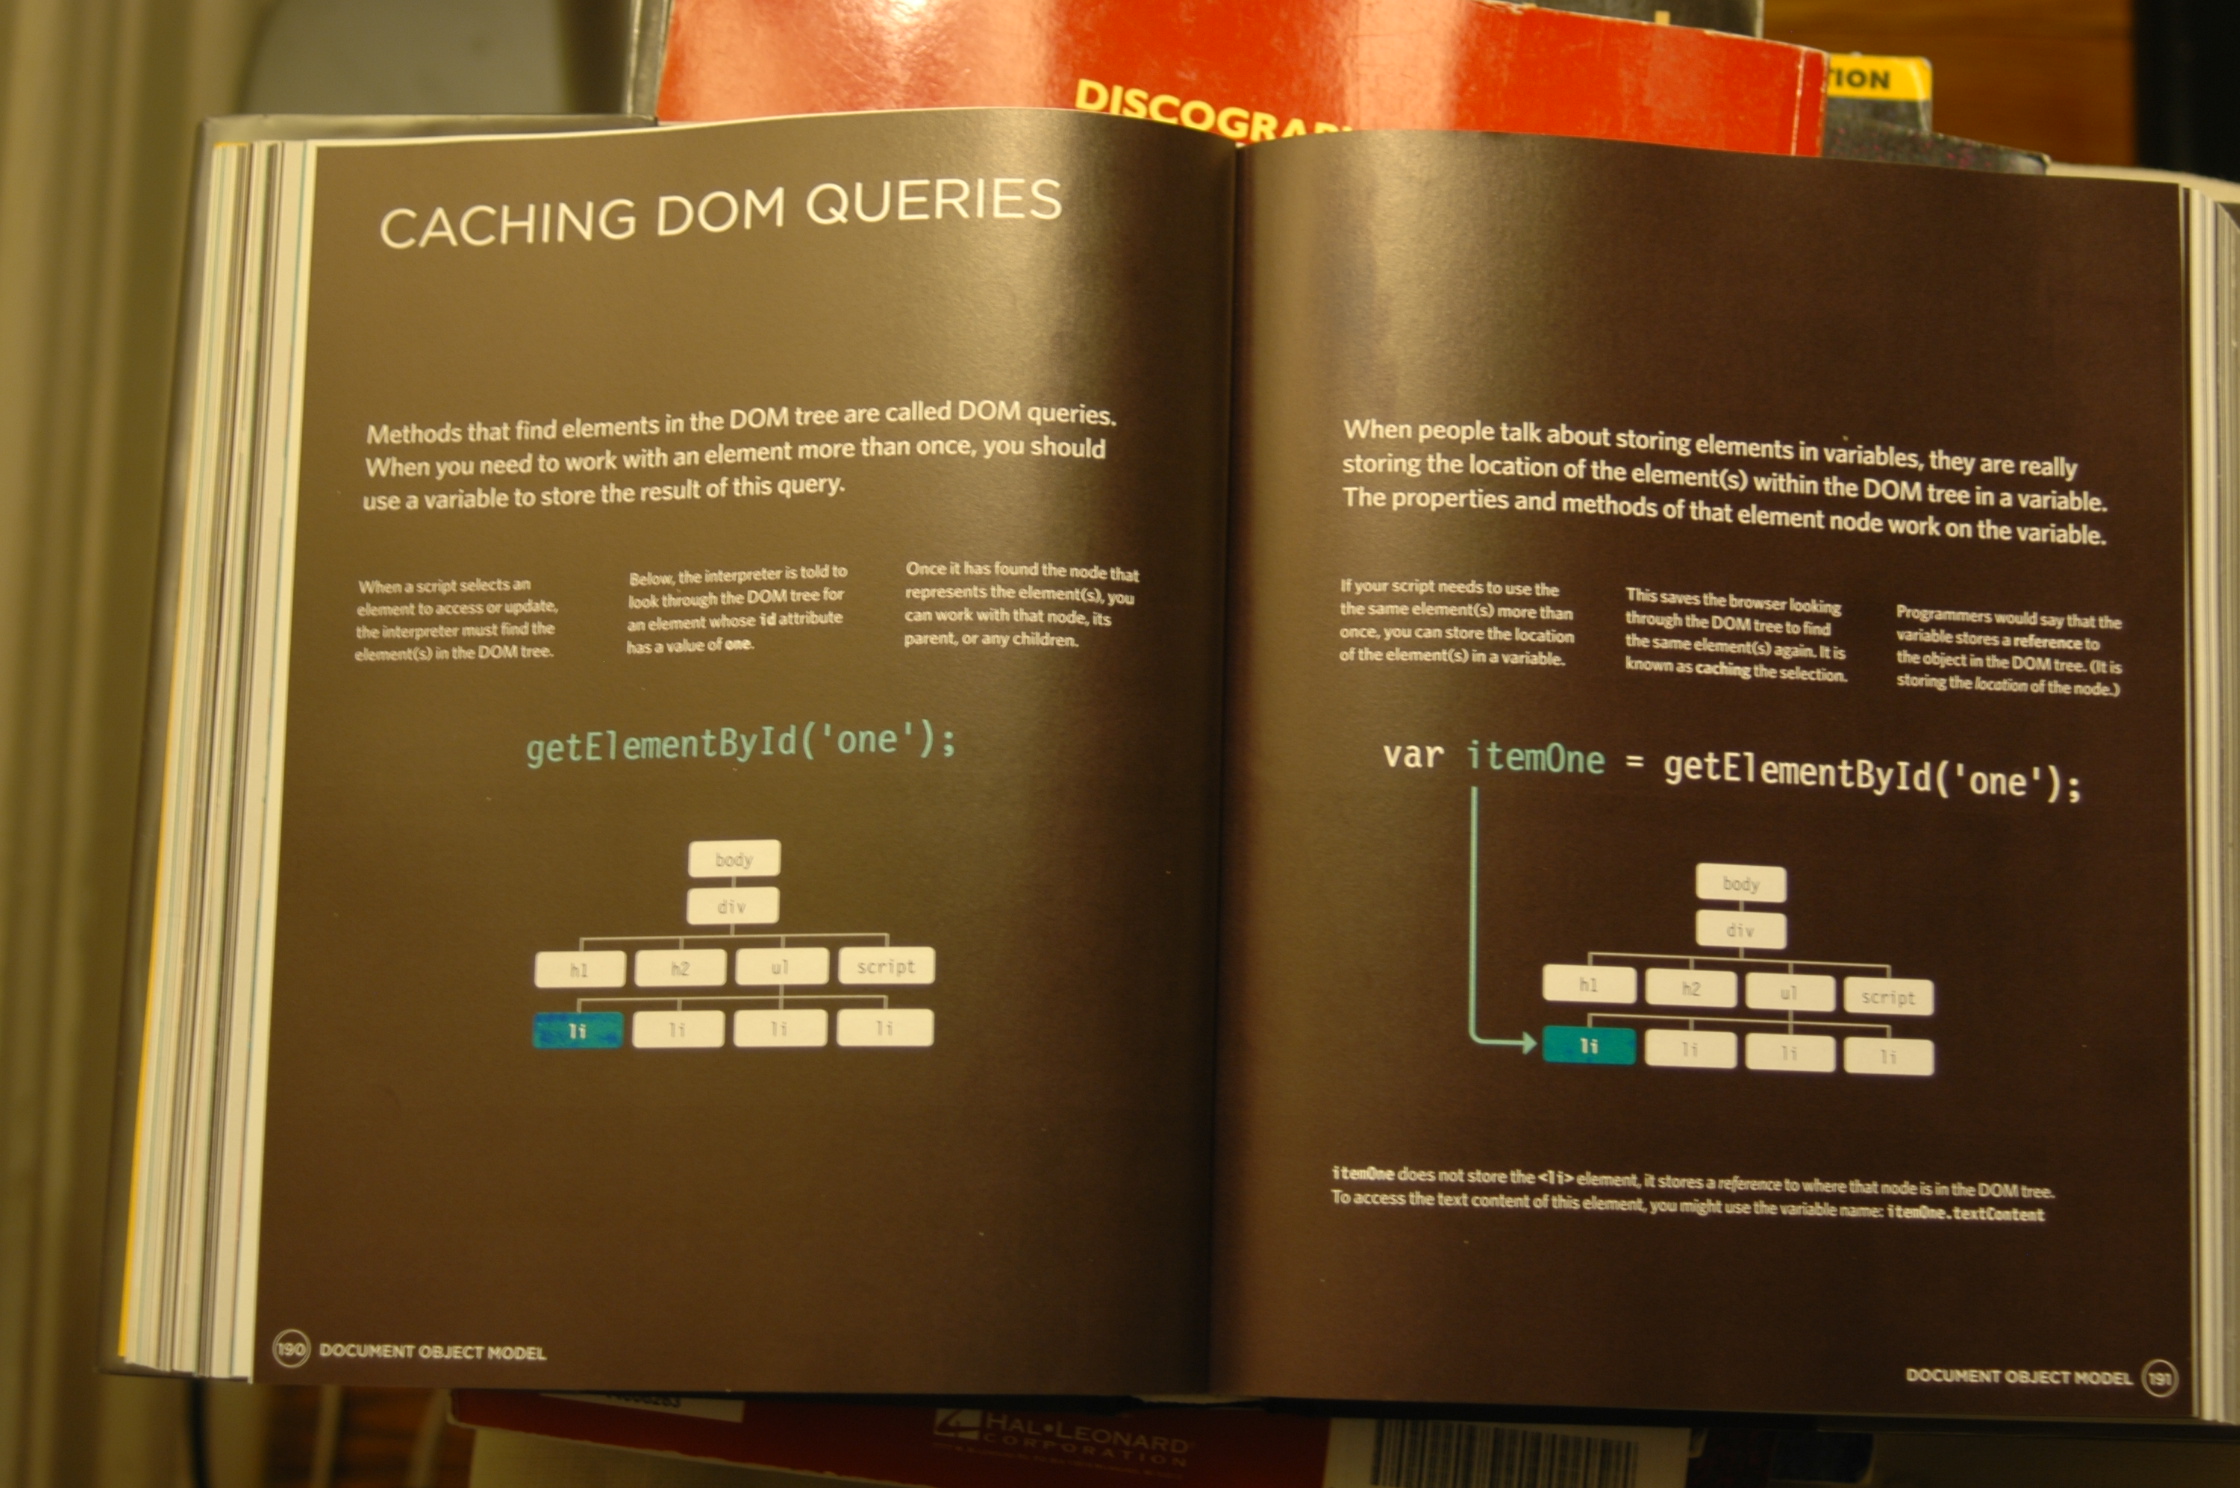 DISCOGRAP
TION
CACHING DOM QUERIES
Methods that find elements in the DOM tree are called DOM queries.
When you need to work with an element more than once, you should
use a variable to store the result of this query.
When a script selects an
element to access or update,
the interpreter must find the
element(s) in the DOM tree.
Below, the interpreter is told to
look through the DOM tree for
an element whose id attribute
has a value of one.
Once it has found the node that
represents the element(s), you
can work with that node, its
parent, or any children.
getElementById('one');
body
div
h1 h2 ul script
li li li li
190 DOCUMENT OBJECT MODEL
When people talk about storing elements in variables, they are really
storing the location of the element(s) within the DOM tree in a variable.
The properties and methods of that element node work on the variable.
If your script needs to use the
the same element(s) more than
once, you can store the location
of the element(s) in a variable.
This saves the browser looking
through the DOM tree to find
the same element(s) again. It is
known as caching the selection.
Programmers would say that the
variable stores a reference to
the object in the DOM tree. (It is
storing the location of the node.)
var itemOne = getElementById('one');
body
div
h1 h2 ul script
li li li li
itemOne does not store the <li> element, it stores a reference to where that node is in the DOM tree.
To access the text content of this element, you might use the variable name: itemOne.textContent
DOCUMENT OBJECT MODEL 191
HAL•LEONARD
CORPORATION